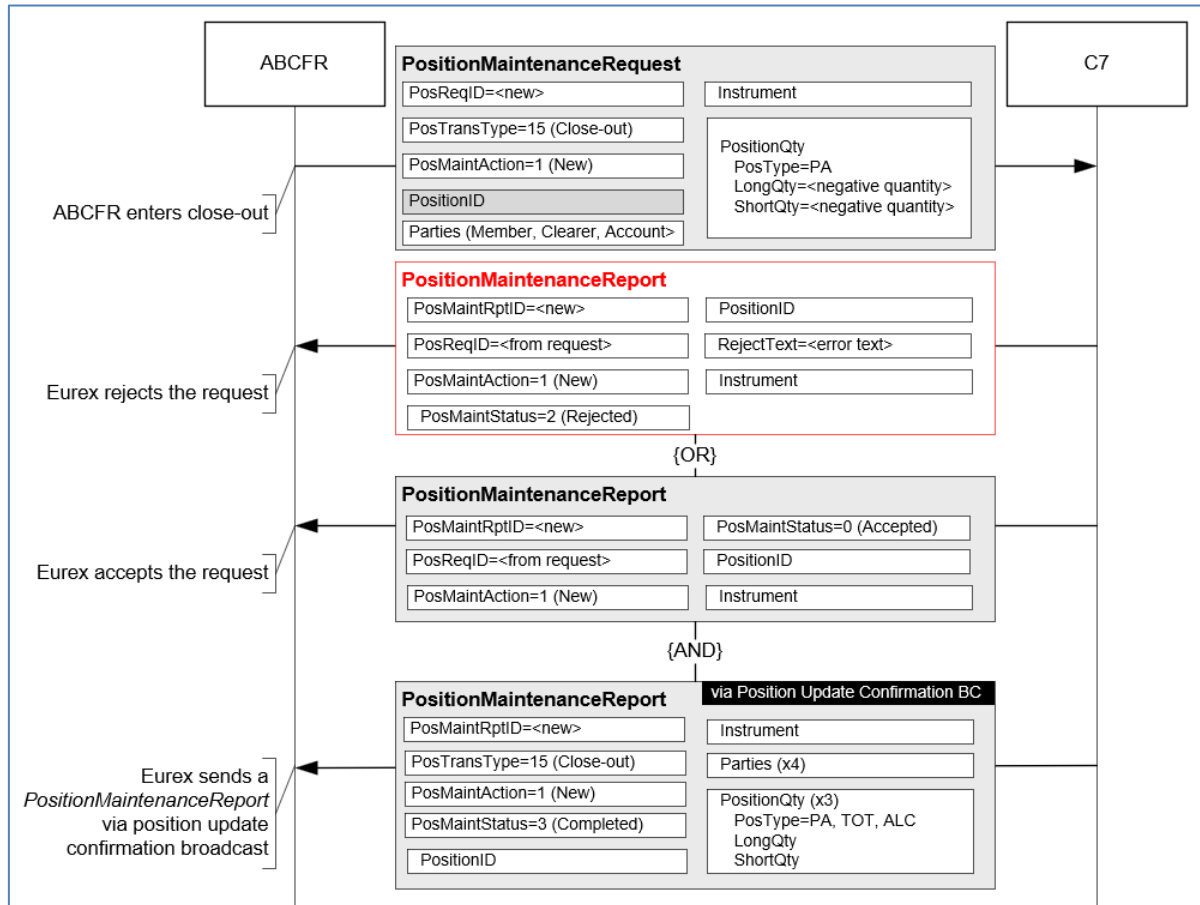 ABCFR
C7
PositionMaintenanceRequest
PosReqID=<new>
Instrument
PosTransType=15 (Close-out)
PosMaintAction=1 (New)
PositionID
Parties (Member, Clearer, Account>
PositionQty
PosType=PA
LongQty=<negative quantity>
ShortQty=<negative quantity>
ABCFR enters close-out
PositionMaintenanceReport
PosMaintRptID=<new>
PositionID
PosReqID=<from request>
RejectText=<error text>
PosMaintAction=1 (New)
Instrument
PosMaintStatus=2 (Rejected)
Eurex rejects the request
{OR}
PositionMaintenanceReport
PosMaintRptID=<new>
PosMaintStatus=0 (Accepted)
PosReqID=<from request>
PositionID
PosMaintAction=1 (New)
Instrument
Eurex accepts the request
{AND}
PositionMaintenanceReport
via Position Update Confirmation BC
PosMaintRptID=<new>
Instrument
PosTransType=15 (Close-out)
Parties (x4)
PosMaintAction=1 (New)
PosMaintStatus=3 (Completed)
PositionID
PositionQty (x3)
PosType=PA, TOT, ALC
LongQty
ShortQty
Eurex sends a
PositionMaintenanceReport
via position update
confirmation broadcast